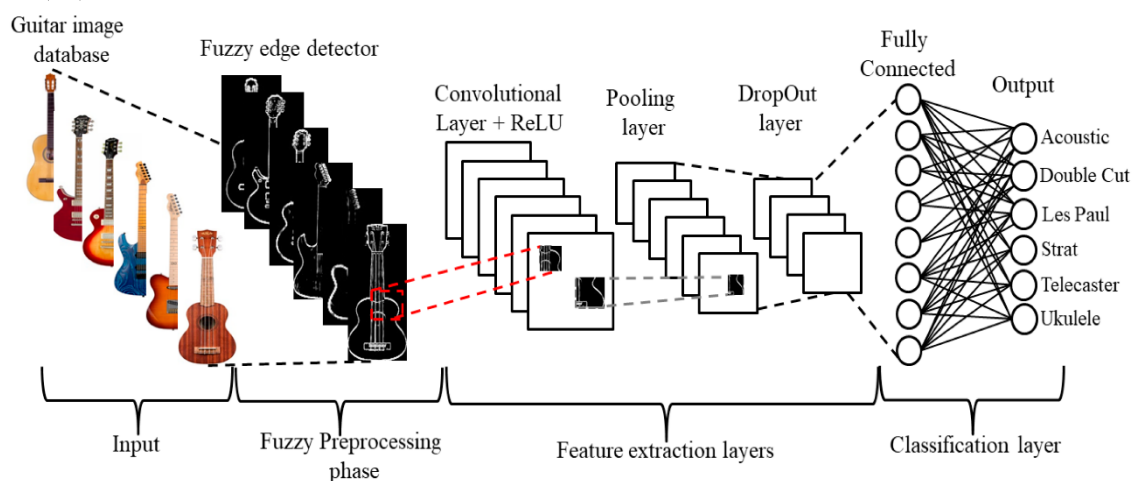 Guitar image
database
Fuzzy edge detector
Convolutional
Layer + ReLU
Pooling
layer
DropOut
layer
Fully
Connected
Output
Acoustic
Double Cut
Les Paul
Strat
Telecaster
Ukulele
Input
Fuzzy Preprocessing
phase
Feature extraction layers
Classification layer